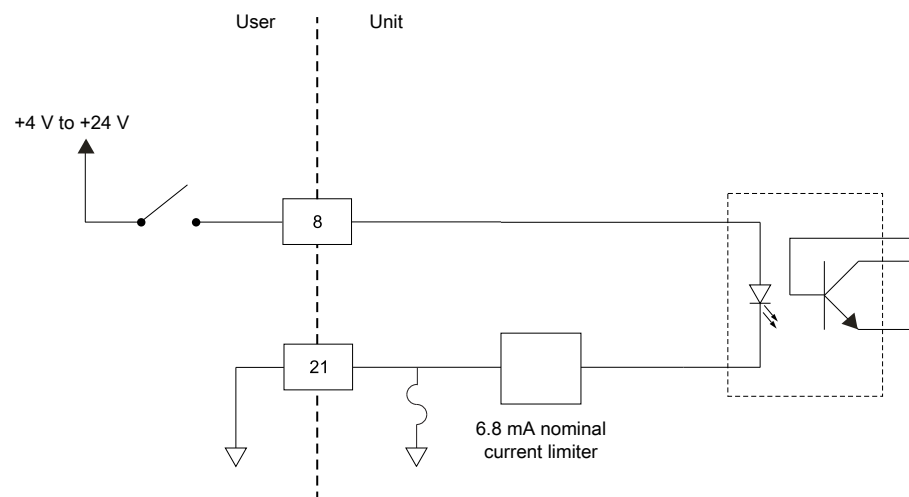 User
Unit
+4 V to +24 V
8
21
6.8 mA nominal
current limiter